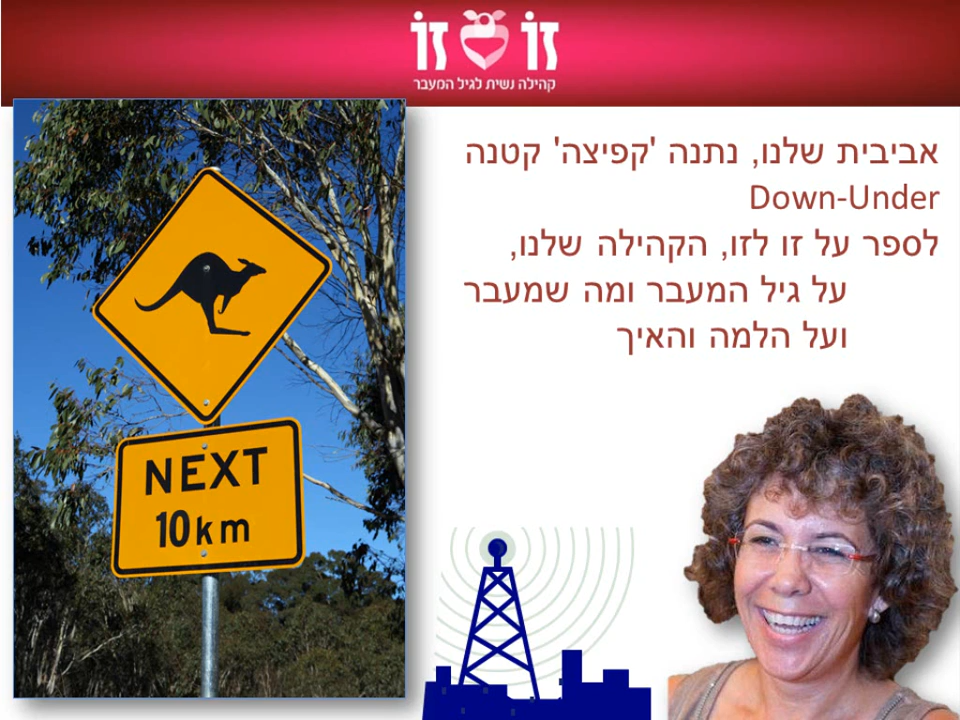 זו זו
קהילה נשית לגיל המעבר
אביבית שלנו, נתנה 'קפיצה' קטנה
Down-Under
לספר על זו לזו, הקהילה שלנו,
על גיל המעבר ומה שמעבר
ועל הלמה והאיך
NEXT
10km